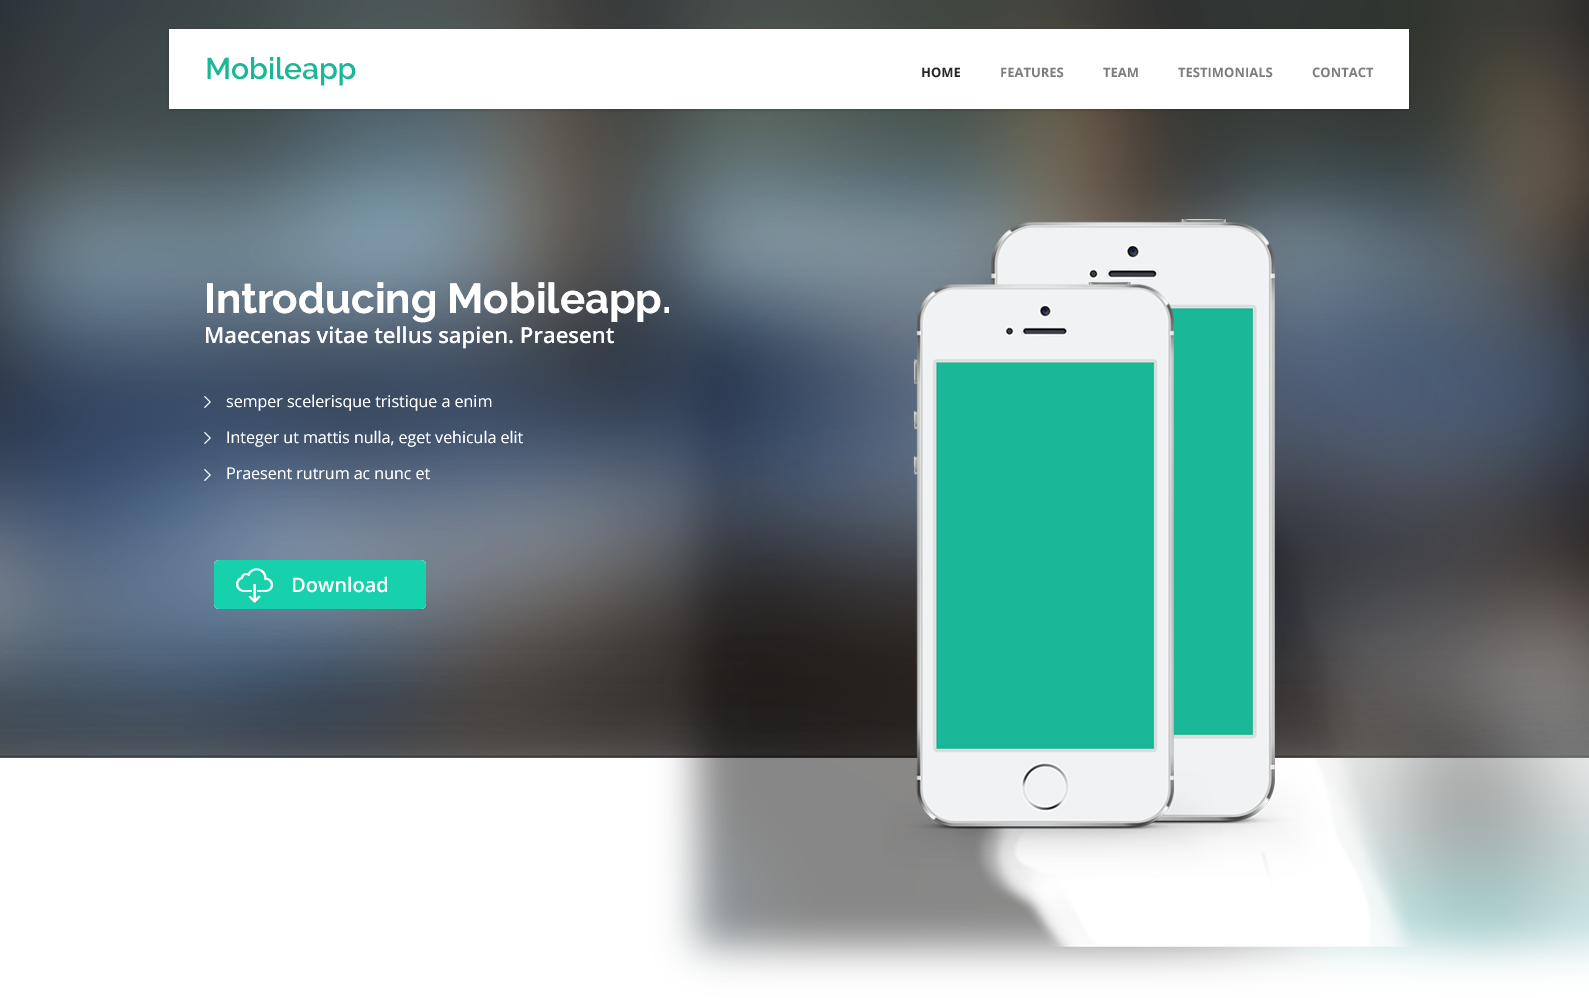 Mobileapp
HOME FEATURES TEAM TESTIMONIALS CONTACT
Introducing Mobileapp.
Maecenas vitae tellus sapien. Praesent
semper scelerisque tristique a enim
Integer ut mattis nulla, eget vehicula elit
Praesent rutrum ac nunc et
Download